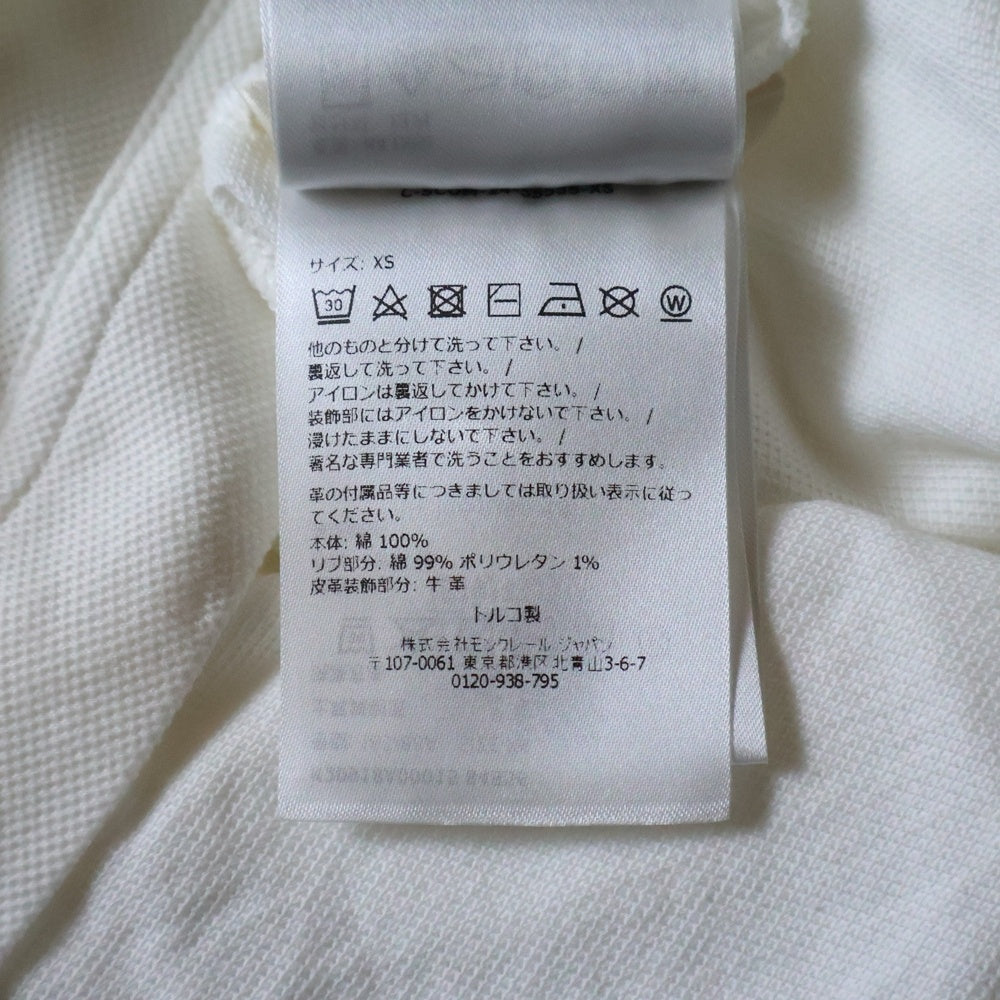 サイズ: XS
30
W
他のものと分けて洗って下さい。 /
裏返して洗って下さい。 /
アイロンは裏返してかけて下さい。 /
装飾部にはアイロンをかけないで下さい。 /
浸けたままにしないで下さい。 /
著名な専門業者で洗うことをおすすめします。
革の付属品等につきましては取り扱い表示に従っ
てください。
本体: 綿 100%
リブ部分: 綿 99% ポリウレタン 1%
皮革装飾部分: 牛 革
トルコ製
株式会社モンクレール ジャパン
〒107-0061 東京都港区北青山3-6-7
0120-938-795